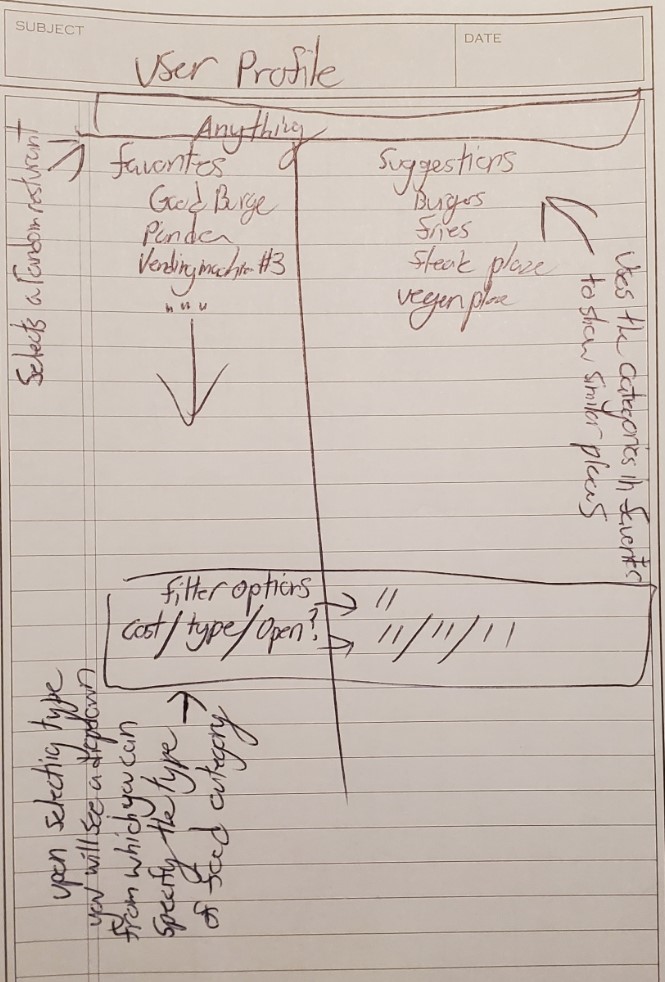 SUBJECT
DATE
User Profile
Anything
favorites
Good Burge
Panda
Vending machine #3
" " "
Suggestions
Burgers
fries
Steak place
vegan place
Selects a random resturant
Uses the categories in favorites
to show similar places
filter options → "
cost/type/open? → "/"/"
upon selecting type
you will see a dropdown
from which you can
specify the type
of food category